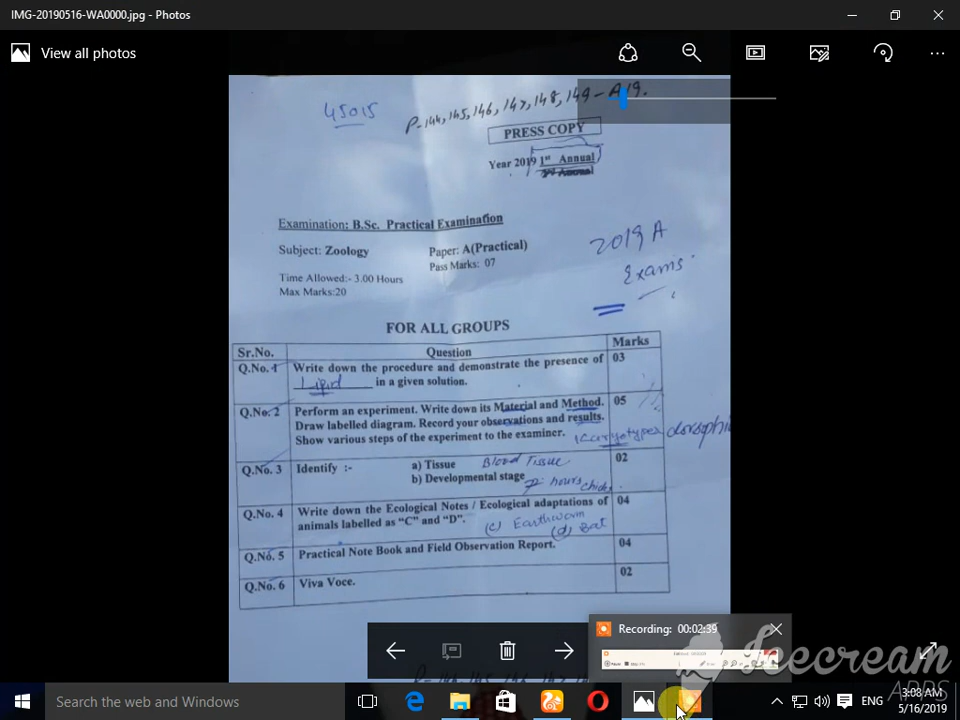 IMG-20190516-WA0000.jpg - Photos
View all photos
45015
P-144, 145, 146, 147, 148, 149 - A19.
PRESS COPY
Year 2019 1st Annual
2nd Annual
Examination: B.Sc. Practical Examination
Subject: Zoology Paper: A(Practical)
Pass Marks: 07
Time Allowed:- 3.00 Hours
Max Marks:20
2019 A
Exams
FOR ALL GROUPS
Sr.No. Question Marks
Q.No. 1 Write down the procedure and demonstrate the presence of 03
Lipid in a given solution.
Q.No. 2 Perform an experiment. Write down its Material and Method. 05
Draw labelled diagram. Record your observations and results.
Show various steps of the experiment to the examiner. Karyotypes
Q.No. 3 Identify :- a) Tissue Blood Tissue 02
b) Developmental stage 72 hours chick
Q.No. 4 Write down the Ecological Notes / Ecological adaptations of 04
animals labelled as “C” and “D”. (c) Earthwarm
(d) Bat
Q.No. 5 Practical Note Book and Field Observation Report. 04
Q.No. 6 Viva Voce. 02
Recording: 00:02:39
Icecream
APPS
Search the Web and Windows
ENG
3:08 AM
5/16/2019